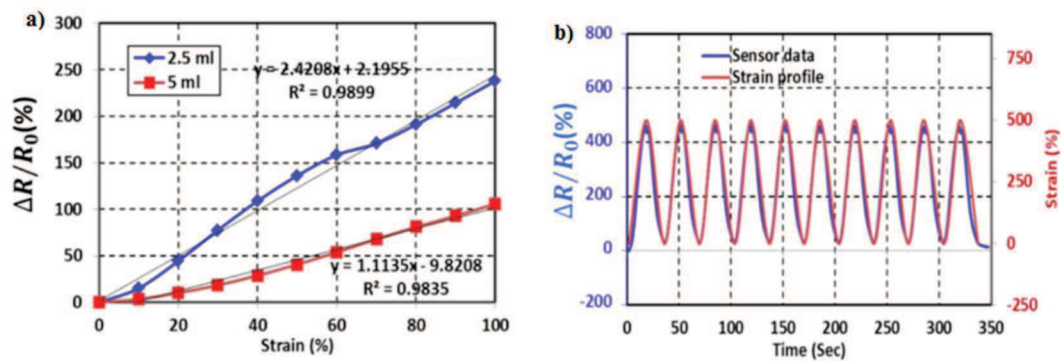 a)
300
250
200
150
100
50
0
ΔR/R₀(%)
2.5 ml
5 ml
y = 2.4208x + 2.1955
R² = 0.9899
y = 1.1135x - 9.8208
R² = 0.9835
0 20 40 60 80 100
Strain (%)
b)
800
600
400
200
0
-200
ΔR/R₀(%)
Sensor data
Strain profile
750
500
250
0
-250
Strain (%)
0 50 100 150 200 250 300 350
Time (Sec)